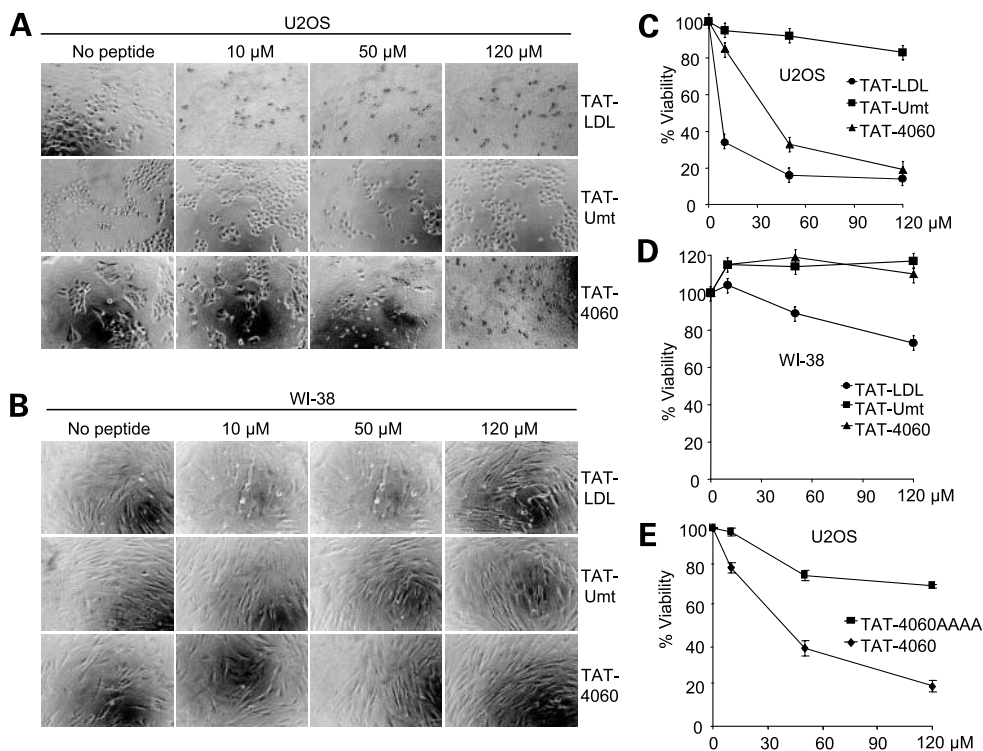 A
U2OS
No peptide 10 µM 50 µM 120 µM
TAT-
LDL
TAT-
Umt
TAT-
4060
B
WI-38
No peptide 10 µM 50 µM 120 µM
TAT-
LDL
TAT-
Umt
TAT-
4060
C
% Viability
100
80
60
40
20
0
U2OS
TAT-LDL
TAT-Umt
TAT-4060
0 30 60 90 120 µM
D
% Viability
120
100
80
60
40
20
0
WI-38
TAT-LDL
TAT-Umt
TAT-4060
0 30 60 90 120 µM
E
U2OS
% Viability
100
80
60
40
20
0
TAT-4060AAAA
TAT-4060
0 30 60 90 120 µM